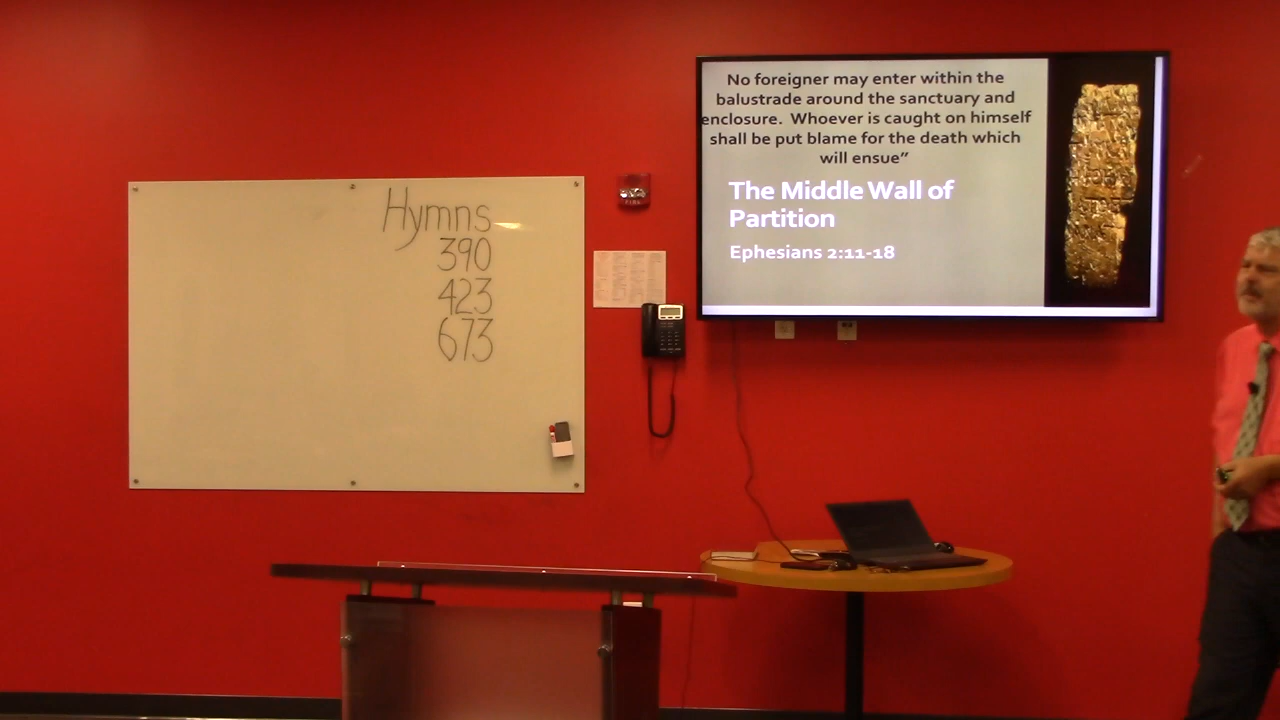 Hymns
390
423
673
FIRE
No foreigner may enter within the
balustrade around the sanctuary and
enclosure. Whoever is caught on himself
shall be put blame for the death which
will ensue”
The Middle Wall of
Partition
Ephesians 2:11-18